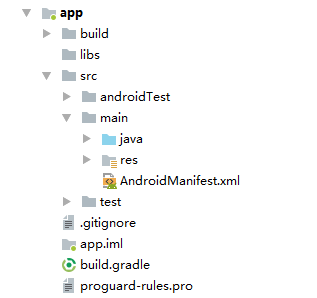 app
build
libs
src
androidTest
main
java
res
AndroidManifest.xml
test
.gitignore
app.iml
build.gradle
proguard-rules.pro